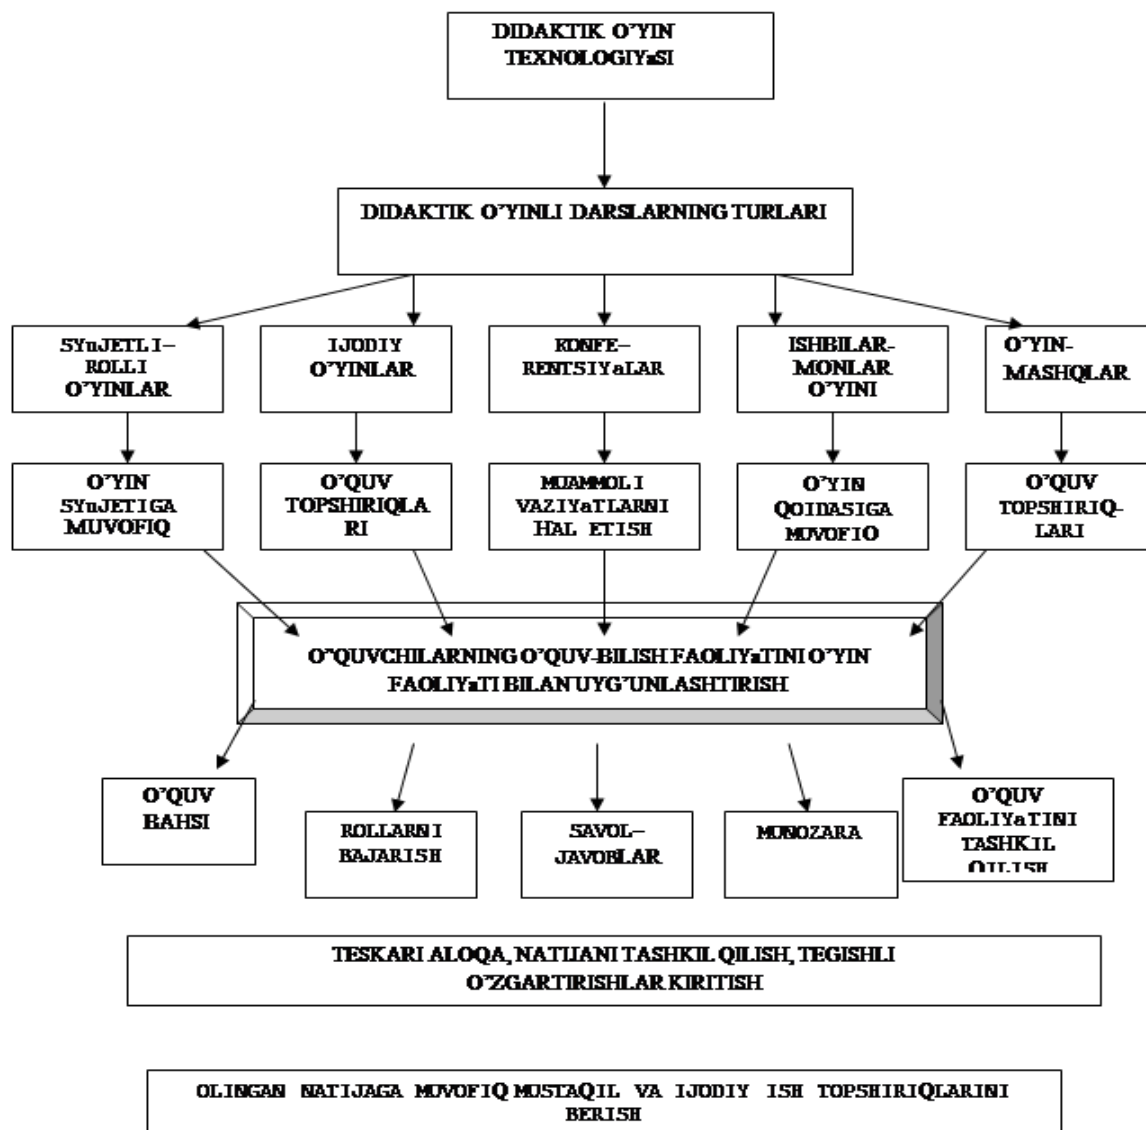 DIDAKTIK O’YIN
TEXNOLOGIYaSI
DIDAKTIK O’YINLI DARSLARNING TURLARI
SYuJETLI–
ROLLI
O’YINLAR
IJODIY
O’YINLAR
KONFE–
RENTSIYaLAR
ISHBILAR-
MONLAR
O’YINI
O’YIN-
MASHQLAR
O’YIN
SYuJETIGA
MUVOFIQ
O’QUV
TOPSHIRIQLA
RI
MUAMMOLI
VAZIYaTLARNI
HAL ETISH
O’YIN
QOIDASIGA
MUVOFIQ
O’QUV
TOPSHIRIQ-
LARI
O’QUVCHILARNING O’QUV-BILISH FAOLIYaTINI O’YIN
FAOLIYaTI BILAN UYG’UNLASHTIRISH
O’QUV
BAHSI
ROLLARNI
BAJARISH
SAVOL–
JAVOBLAR
MUNOZARA
O’QUV
FAOLIYaTINI
TASHKIL
QILISH
TESKARI ALOQA, NATIJANI TASHKIL QILISH, TEGISHLI
O’ZGARTIRISHLAR KIRITISH
OLINGAN NATIJAGA MUVOFIQ MUSTAQIL VA IJODIY ISH TOPSHIRIQLARINI
BERISH